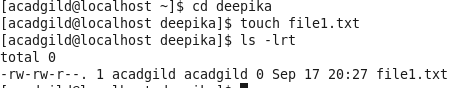 [acadgild@localhost ~]$ cd deepika
[acadgild@localhost deepika]$ touch file1.txt
[acadgild@localhost deepika]$ ls -lrt
total 0
-rw-rw-r--. 1 acadgild acadgild 0 Sep 17 20:27 file1.txt
[acadgild@localhost deepika]$